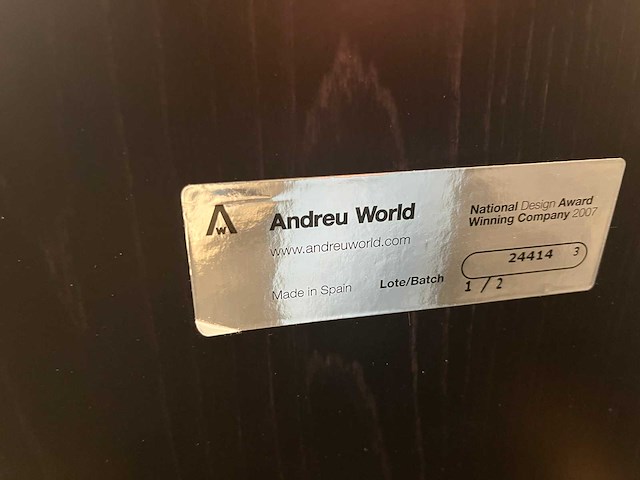 Andreu World
www.andreuworld.com
Made in Spain
National Design Award
Winning Company 2007
Lote/Batch
24414 3
1 / 2